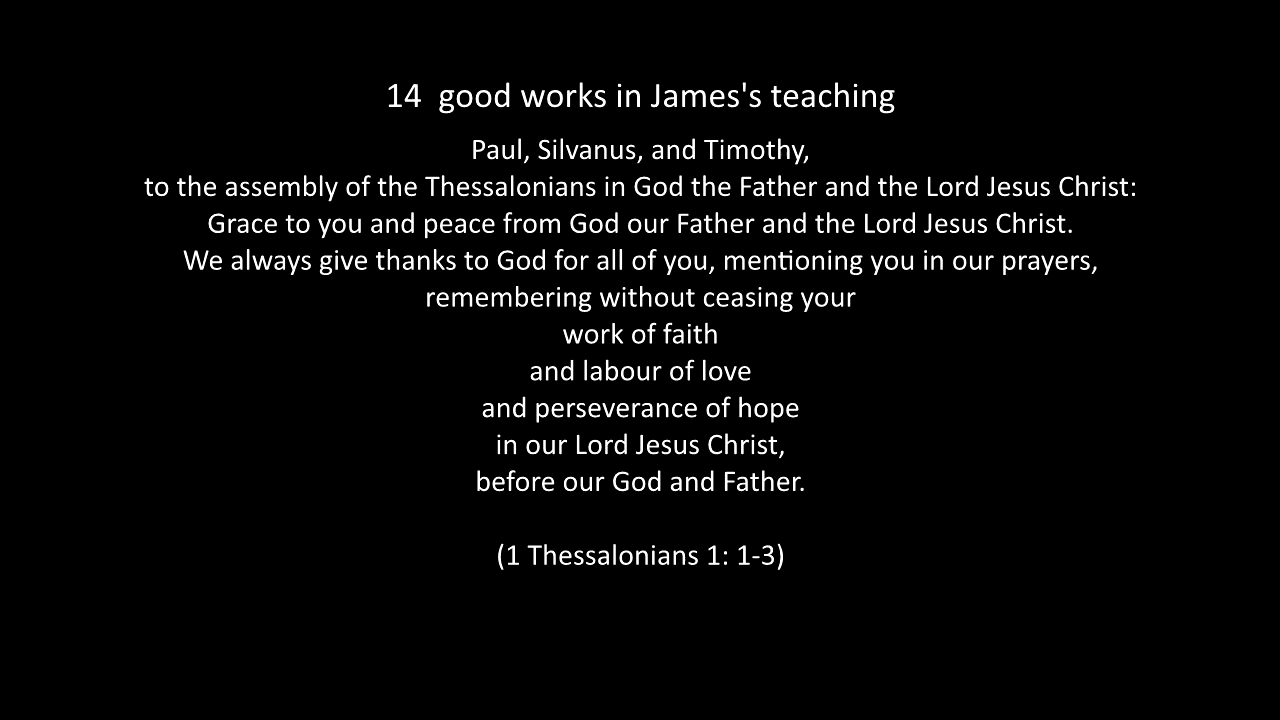 14  good works in James's teaching
Paul, Silvanus, and Timothy,
to the assembly of the Thessalonians in God the Father and the Lord Jesus Christ:
Grace to you and peace from God our Father and the Lord Jesus Christ.
We always give thanks to God for all of you, mentioning you in our prayers,
remembering without ceasing your
work of faith
and labour of love
and perseverance of hope
in our Lord Jesus Christ,
before our God and Father.
(1 Thessalonians 1: 1-3)